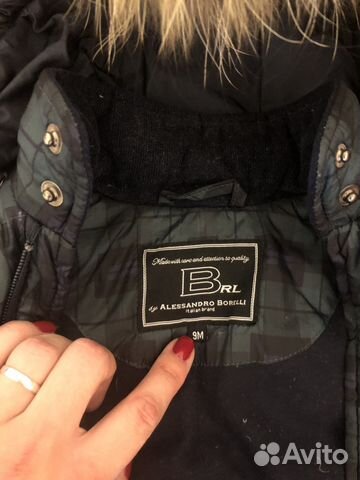 Made with care and attention to quality
BRL
by ALESSANDRO BORELLI
italian brand
9M
Avito